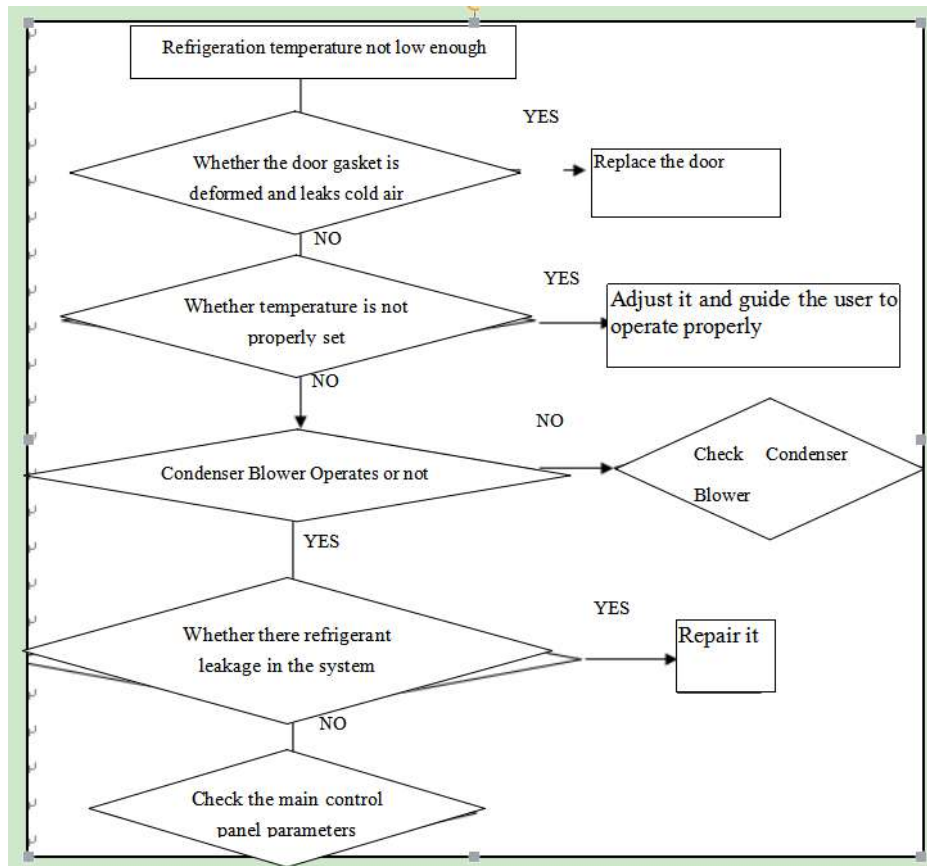 Refrigeration temperature not low enough
YES
Whether the door gasket is
deformed and leaks cold air
Replace the door
NO
YES
Whether temperature is not
properly set
Adjust it and guide the user to
operate properly
NO
NO
Condenser Blower Operates or not
Check Condenser
Blower
YES
YES
Whether there refrigerant
leakage in the system
Repair it
NO
Check the main control
panel parameters